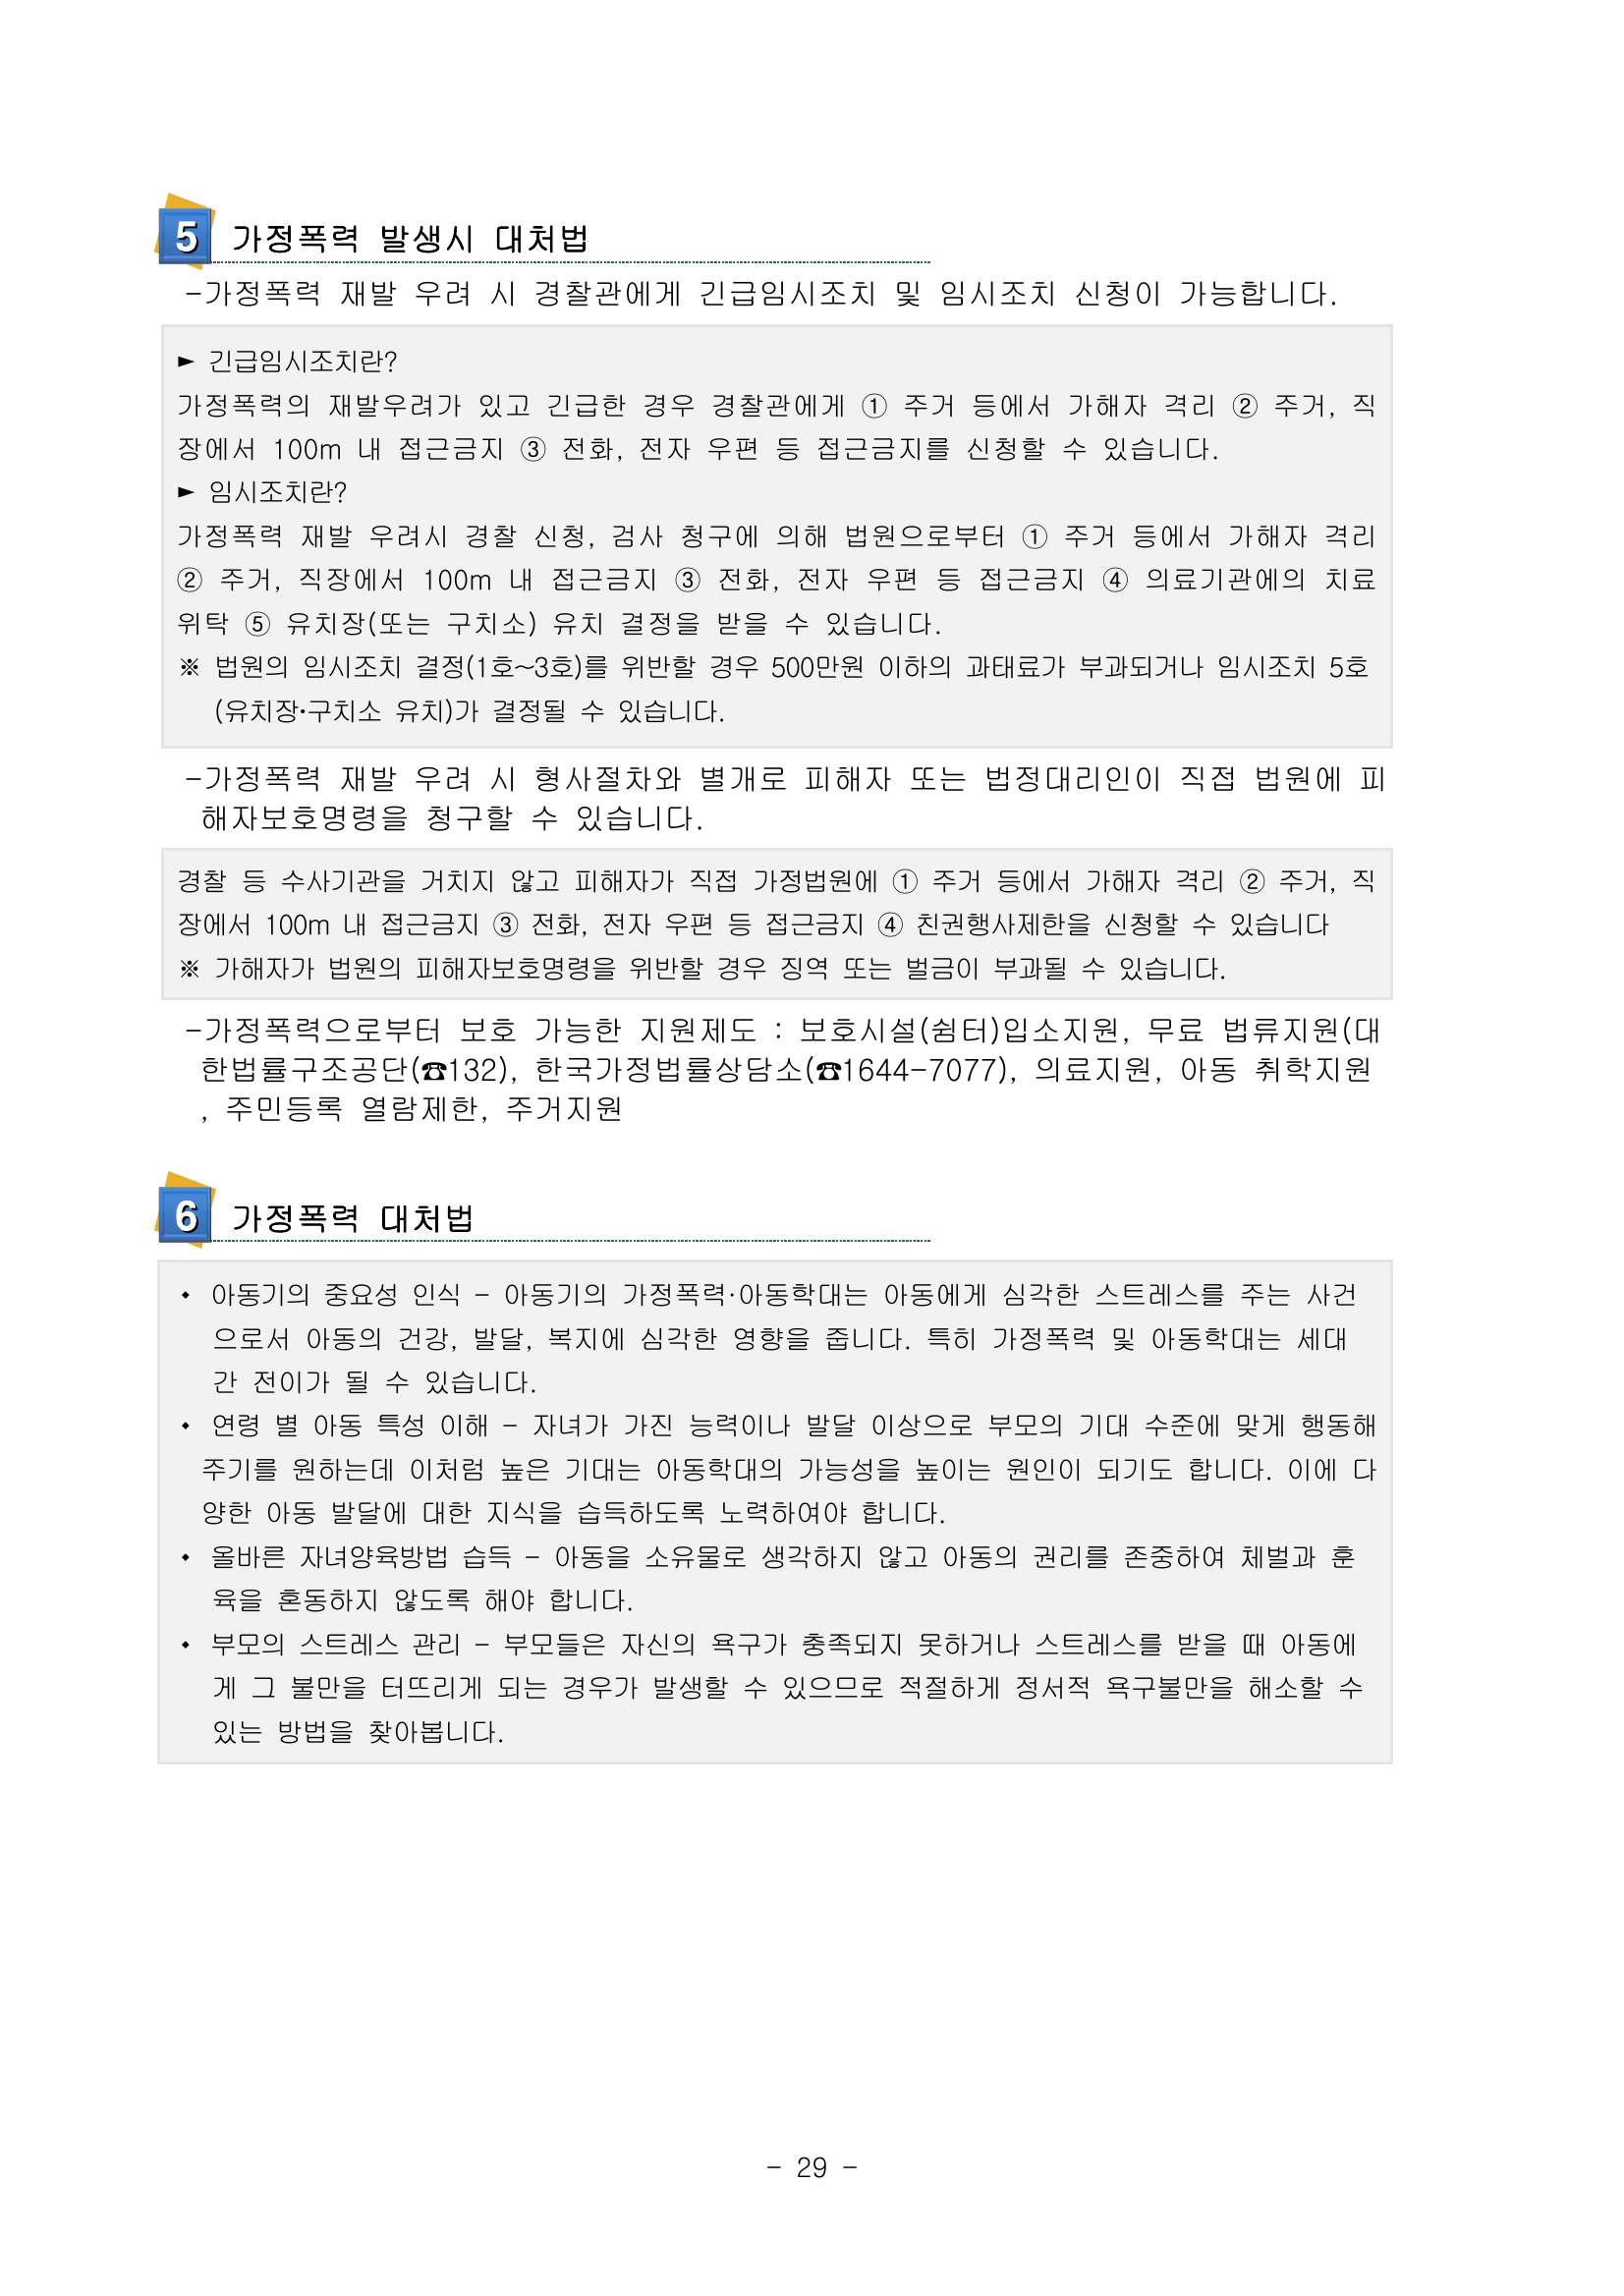 5 가정폭력 발생시 대처법
-가정폭력 재발 우려 시 경찰관에게 긴급임시조치 및 임시조치 신청이 가능합니다.
► 긴급임시조치란?
가정폭력의 재발우려가 있고 긴급한 경우 경찰관에게 ① 주거 등에서 가해자 격리 ② 주거, 직
장에서 100m 내 접근금지 ③ 전화, 전자 우편 등 접근금지를 신청할 수 있습니다.
► 임시조치란?
가정폭력 재발 우려시 경찰 신청, 검사 청구에 의해 법원으로부터 ① 주거 등에서 가해자 격리
② 주거, 직장에서 100m 내 접근금지 ③ 전화, 전자 우편 등 접근금지 ④ 의료기관에의 치료
위탁 ⑤ 유치장(또는 구치소) 유치 결정을 받을 수 있습니다.
※ 법원의 임시조치 결정(1호~3호)를 위반할 경우 500만원 이하의 과태료가 부과되거나 임시조치 5호
(유치장·구치소 유치)가 결정될 수 있습니다.
-가정폭력 재발 우려 시 형사절차와 별개로 피해자 또는 법정대리인이 직접 법원에 피
해자보호명령을 청구할 수 있습니다.
경찰 등 수사기관을 거치지 않고 피해자가 직접 가정법원에 ① 주거 등에서 가해자 격리 ② 주거, 직
장에서 100m 내 접근금지 ③ 전화, 전자 우편 등 접근금지 ④ 친권행사제한을 신청할 수 있습니다
※ 가해자가 법원의 피해자보호명령을 위반할 경우 징역 또는 벌금이 부과될 수 있습니다.
-가정폭력으로부터 보호 가능한 지원제도 : 보호시설(쉼터)입소지원, 무료 법류지원(대
한법률구조공단(☎132), 한국가정법률상담소(☎1644-7077), 의료지원, 아동 취학지원
, 주민등록 열람제한, 주거지원
6 가정폭력 대처법
• 아동기의 중요성 인식 - 아동기의 가정폭력·아동학대는 아동에게 심각한 스트레스를 주는 사건
으로서 아동의 건강, 발달, 복지에 심각한 영향을 줍니다. 특히 가정폭력 및 아동학대는 세대
간 전이가 될 수 있습니다.
• 연령 별 아동 특성 이해 - 자녀가 가진 능력이나 발달 이상으로 부모의 기대 수준에 맞게 행동해
주기를 원하는데 이처럼 높은 기대는 아동학대의 가능성을 높이는 원인이 되기도 합니다. 이에 다
양한 아동 발달에 대한 지식을 습득하도록 노력하여야 합니다.
• 올바른 자녀양육방법 습득 - 아동을 소유물로 생각하지 않고 아동의 권리를 존중하여 체벌과 훈
육을 혼동하지 않도록 해야 합니다.
• 부모의 스트레스 관리 - 부모들은 자신의 욕구가 충족되지 못하거나 스트레스를 받을 때 아동에
게 그 불만을 터뜨리게 되는 경우가 발생할 수 있으므로 적절하게 정서적 욕구불만을 해소할 수
있는 방법을 찾아봅니다.
- 29 -